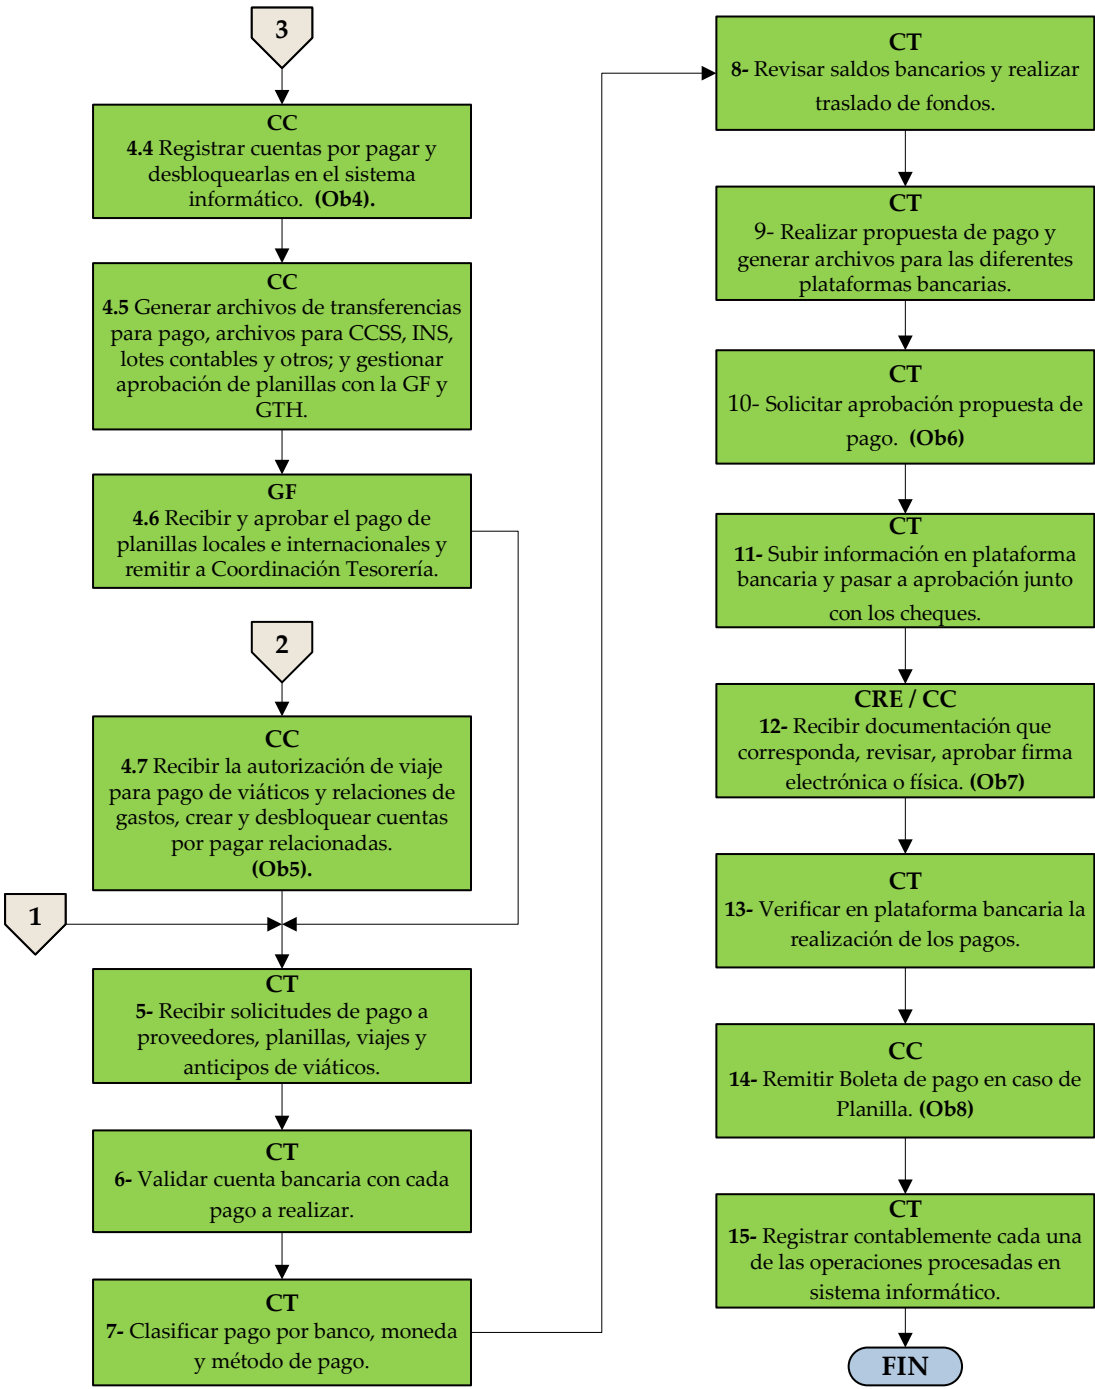 3
CC
4.4 Registrar cuentas por pagar y
desbloquearlas en el sistema
informático. (Ob4).
CC
4.5 Generar archivos de transferencias
para pago, archivos para CCSS, INS,
lotes contables y otros; y gestionar
aprobación de planillas con la GF y
GTH.
GF
4.6 Recibir y aprobar el pago de
planillas locales e internacionales y
remitir a Coordinación Tesorería.
2
CC
4.7 Recibir la autorización de viaje
para pago de viáticos y relaciones de
gastos, crear y desbloquear cuentas
por pagar relacionadas.
(Ob5).
1
CT
5- Recibir solicitudes de pago a
proveedores, planillas, viajes y
anticipos de viáticos.
CT
6- Validar cuenta bancaria con cada
pago a realizar.
CT
7- Clasificar pago por banco, moneda
y método de pago.
CT
8- Revisar saldos bancarios y realizar
traslado de fondos.
CT
9- Realizar propuesta de pago y
generar archivos para las diferentes
plataformas bancarias.
CT
10- Solicitar aprobación propuesta de
pago. (Ob6)
CT
11- Subir información en plataforma
bancaria y pasar a aprobación junto
con los cheques.
CRE / CC
12- Recibir documentación que
corresponda, revisar, aprobar firma
electrónica o física. (Ob7)
CT
13- Verificar en plataforma bancaria la
realización de los pagos.
CC
14- Remitir Boleta de pago en caso de
Planilla. (Ob8)
CT
15- Registrar contablemente cada una
de las operaciones procesadas en
sistema informático.
FIN